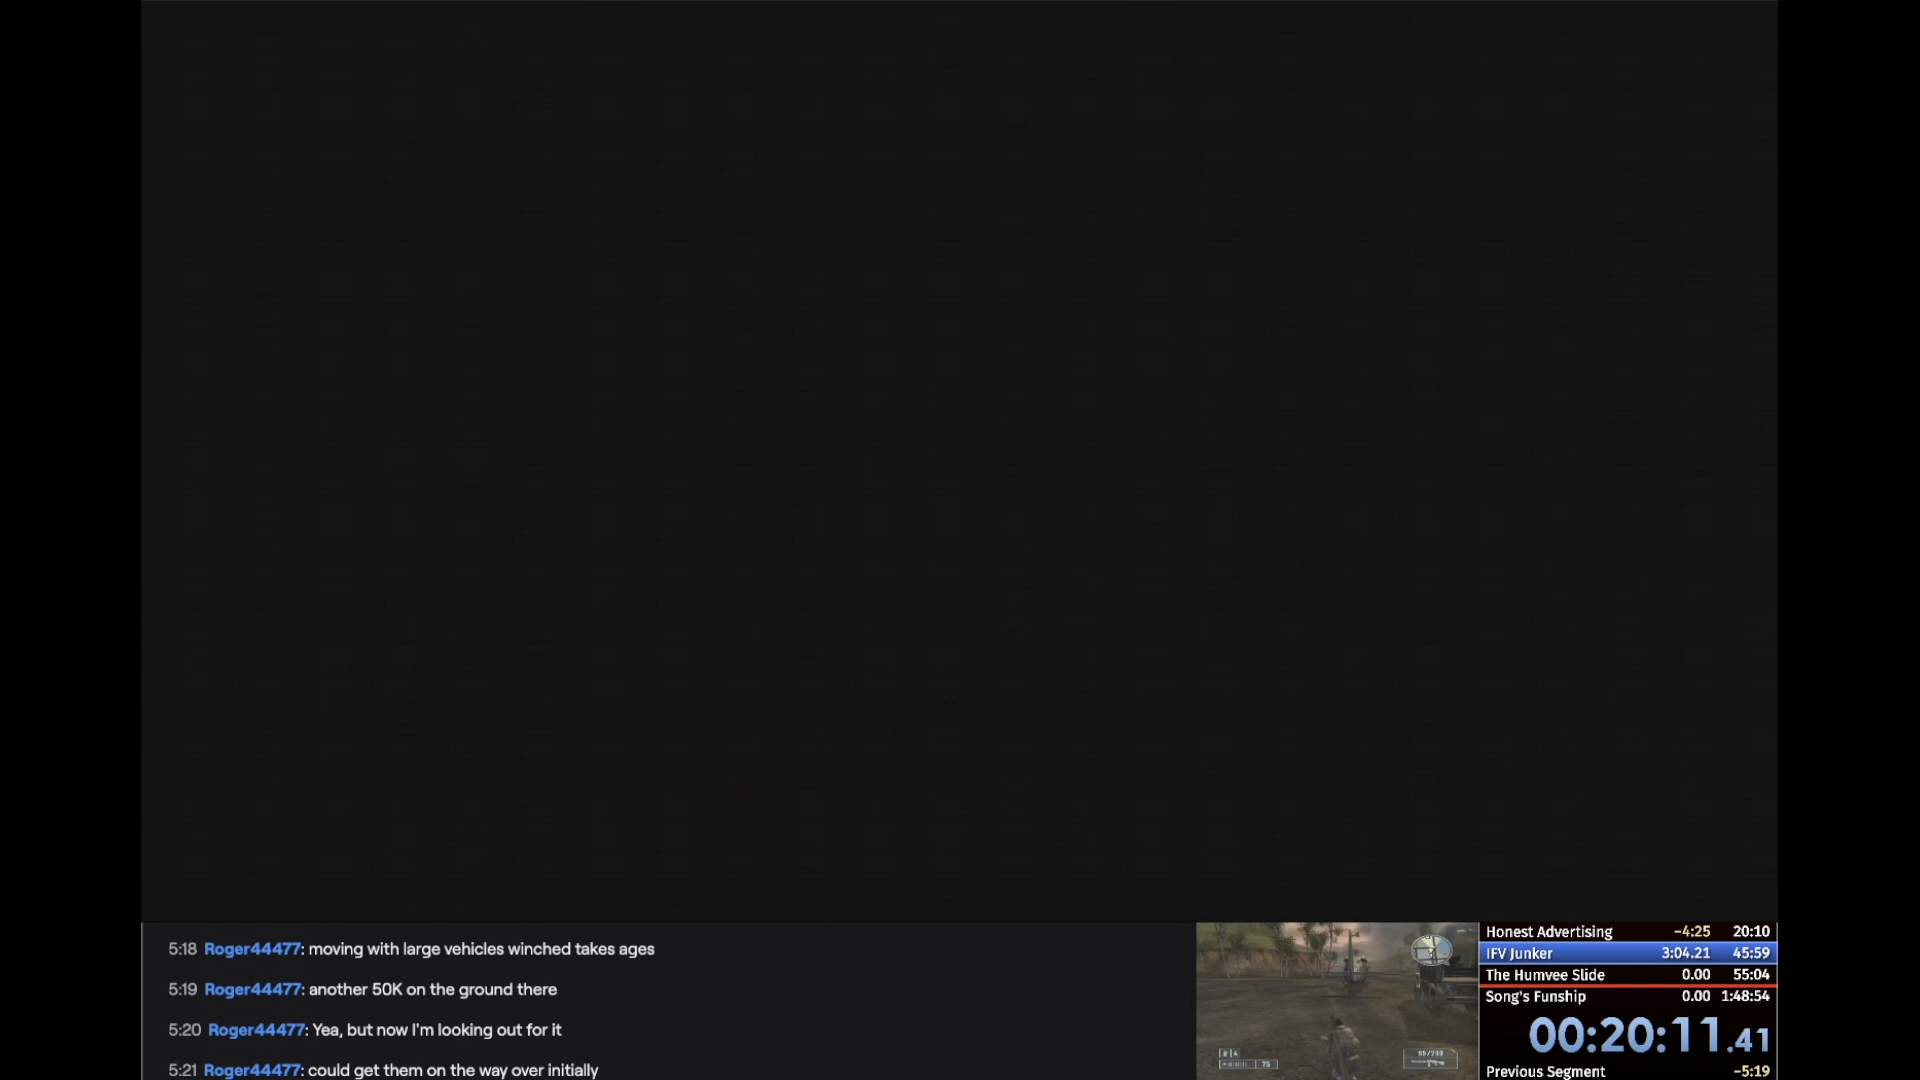 5:18 Roger44477: moving with large vehicles winched takes ages
5:19 Roger44477: another 50K on the ground there
5:20 Roger44477: Yea, but now I'm looking out for it
5:21 Roger44477: could get them on the way over initially
75
Honest Advertising -4:25 20:10
IFV Junker 3:04.21 45:59
The Humvee Slide 0.00 55:04
Song's Funship 0.00 1:48:54
00:20:11.41
Previous Segment -5:19